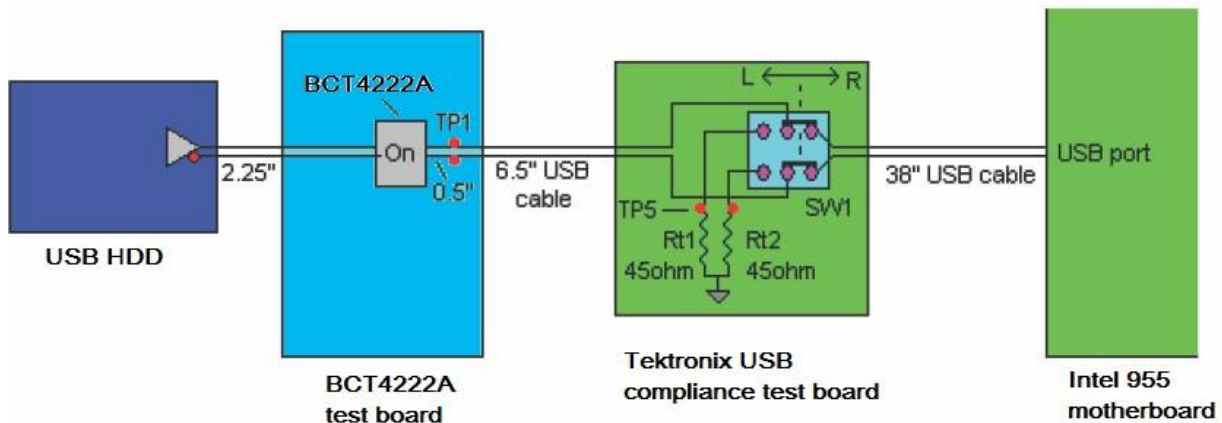 BCT4222A
TP1
On
2.25"
0.5"
USB HDD
BCT4222A
test board
6.5" USB
cable
L R
SW1
TP5
Rt1 Rt2
45ohm 45ohm
Tektronix USB
compliance test board
38" USB cable
USB port
Intel 955
motherboard